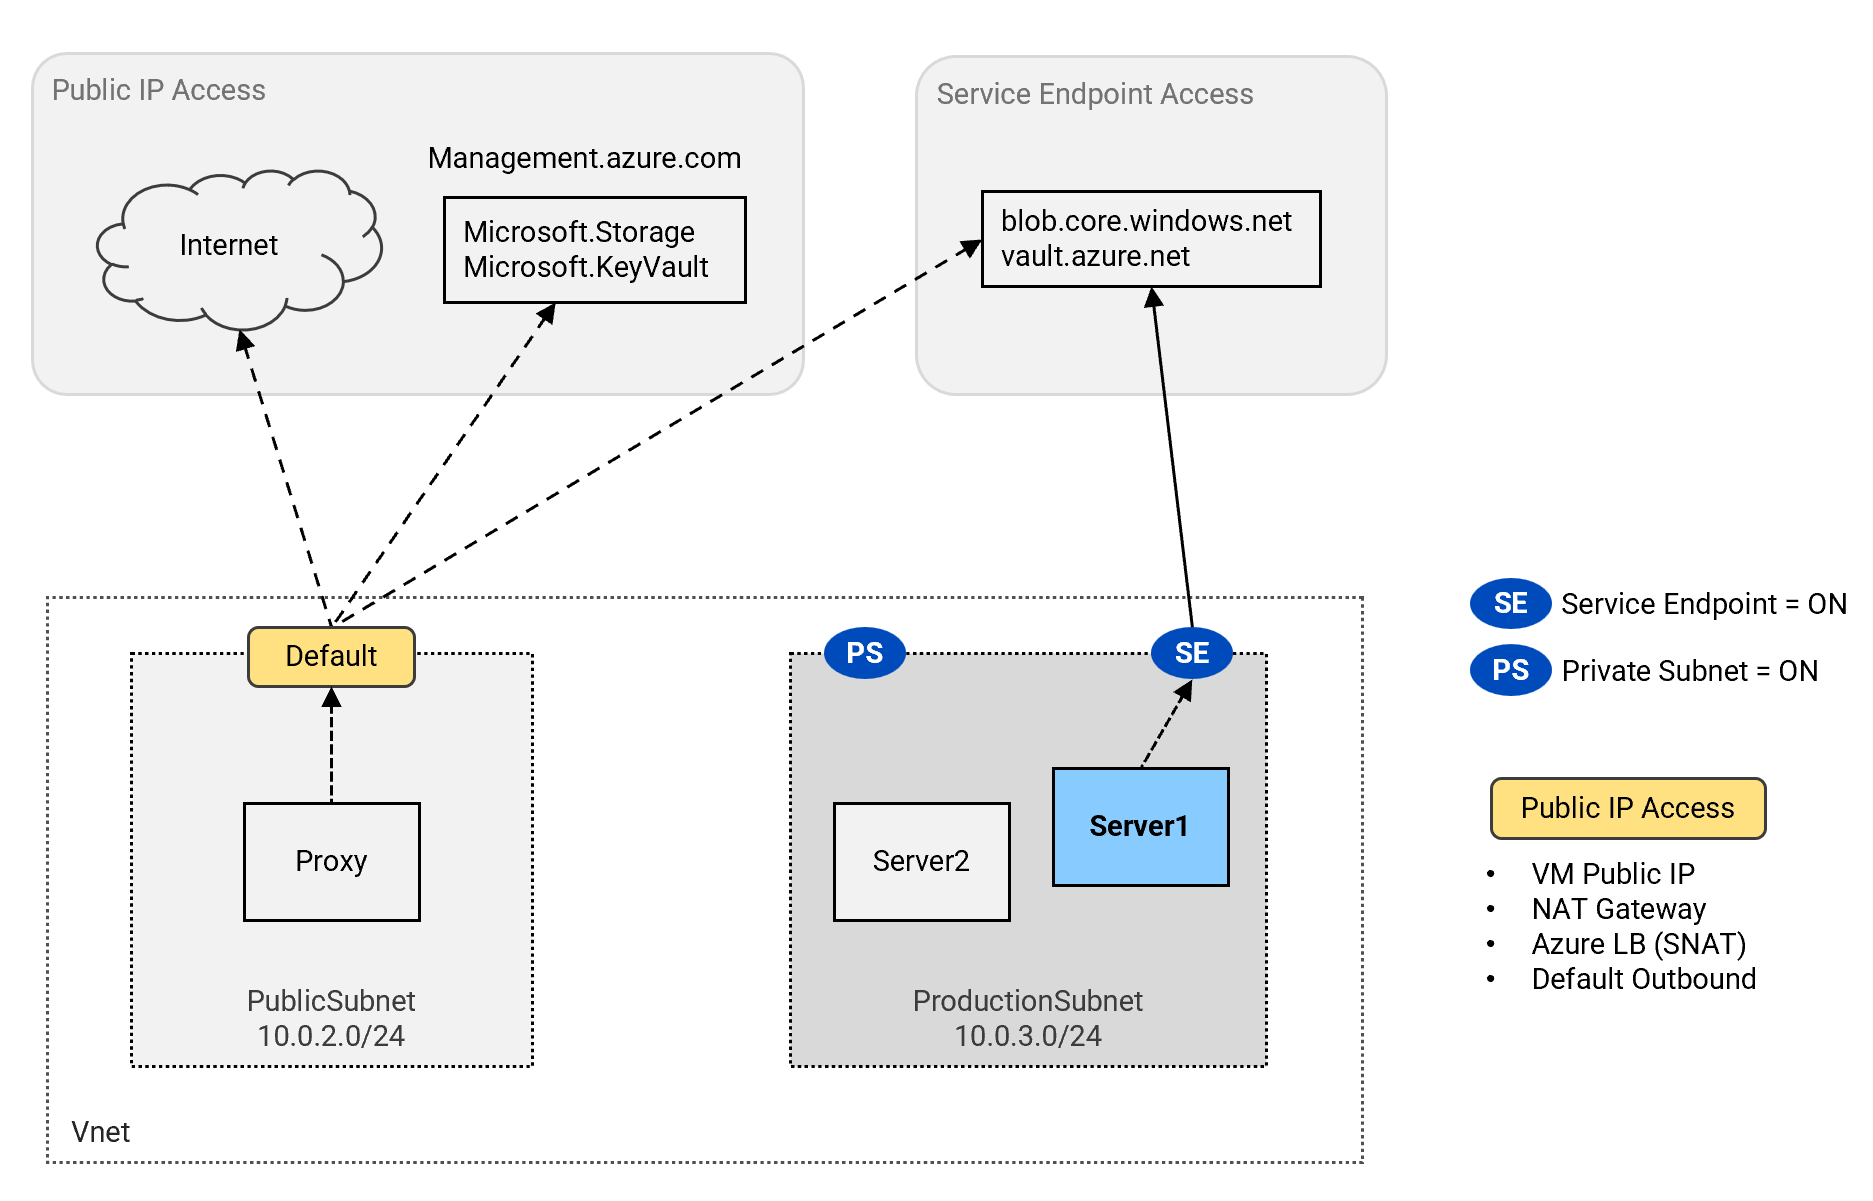 Public IP Access
Service Endpoint Access
Management.azure.com
Internet
Microsoft.Storage
Microsoft.KeyVault
blob.core.windows.net
vault.azure.net
Default
PS
SE
SE Service Endpoint = ON
PS Private Subnet = ON
Proxy
Server2
Server1
PublicSubnet
10.0.2.0/24
ProductionSubnet
10.0.3.0/24
Vnet
Public IP Access
• VM Public IP
• NAT Gateway
• Azure LB (SNAT)
• Default Outbound